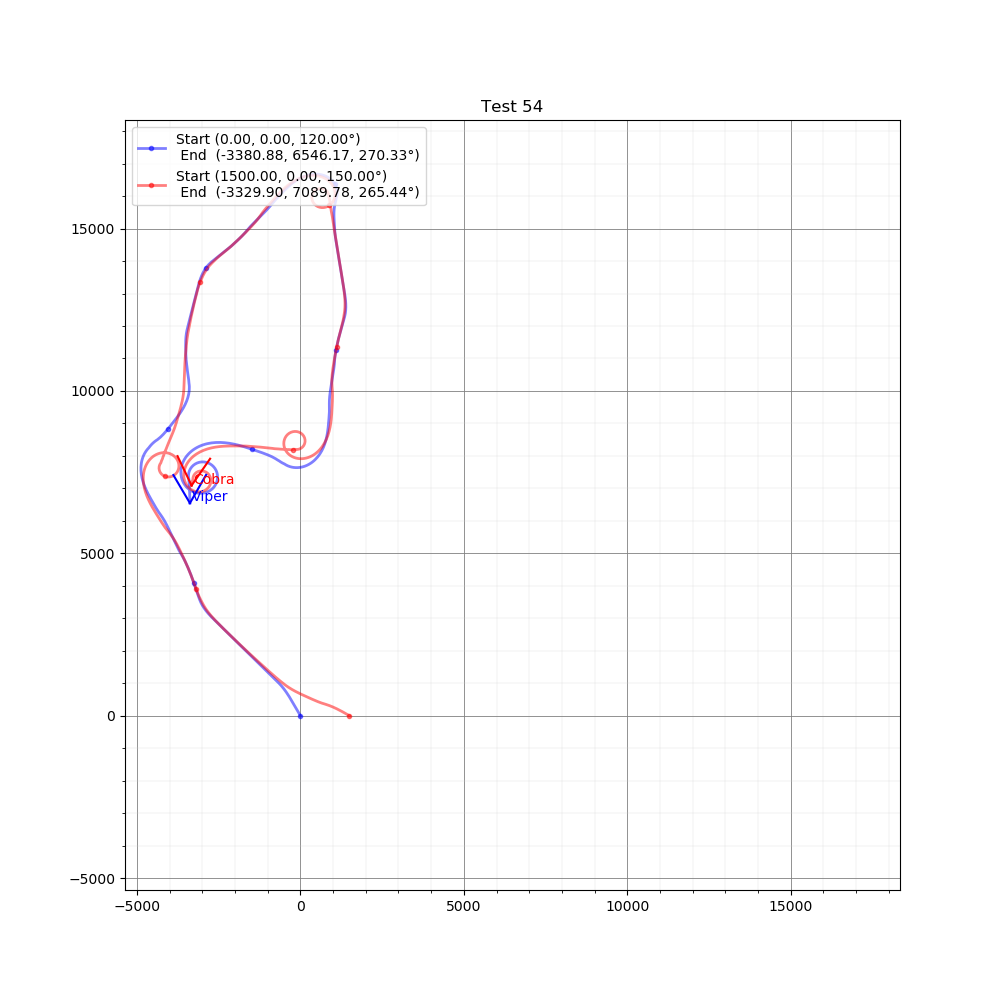 Test 54
Start (0.00, 0.00, 120.00°)
End (-3380.88, 6546.17, 270.33°)
Start (1500.00, 0.00, 150.00°)
End (-3329.90, 7089.78, 265.44°)
15000
10000
Cobra
Viper
5000
0
−5000
−5000 0 5000 10000 15000